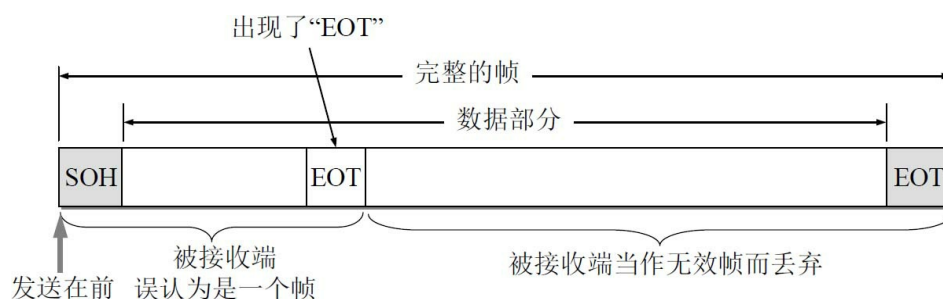 出现了“EOT”
完整的帧
数据部分
SOH
EOT
EOT
被接收端
误认为是一个帧
被接收端当作无效帧而丢弃
发送在前